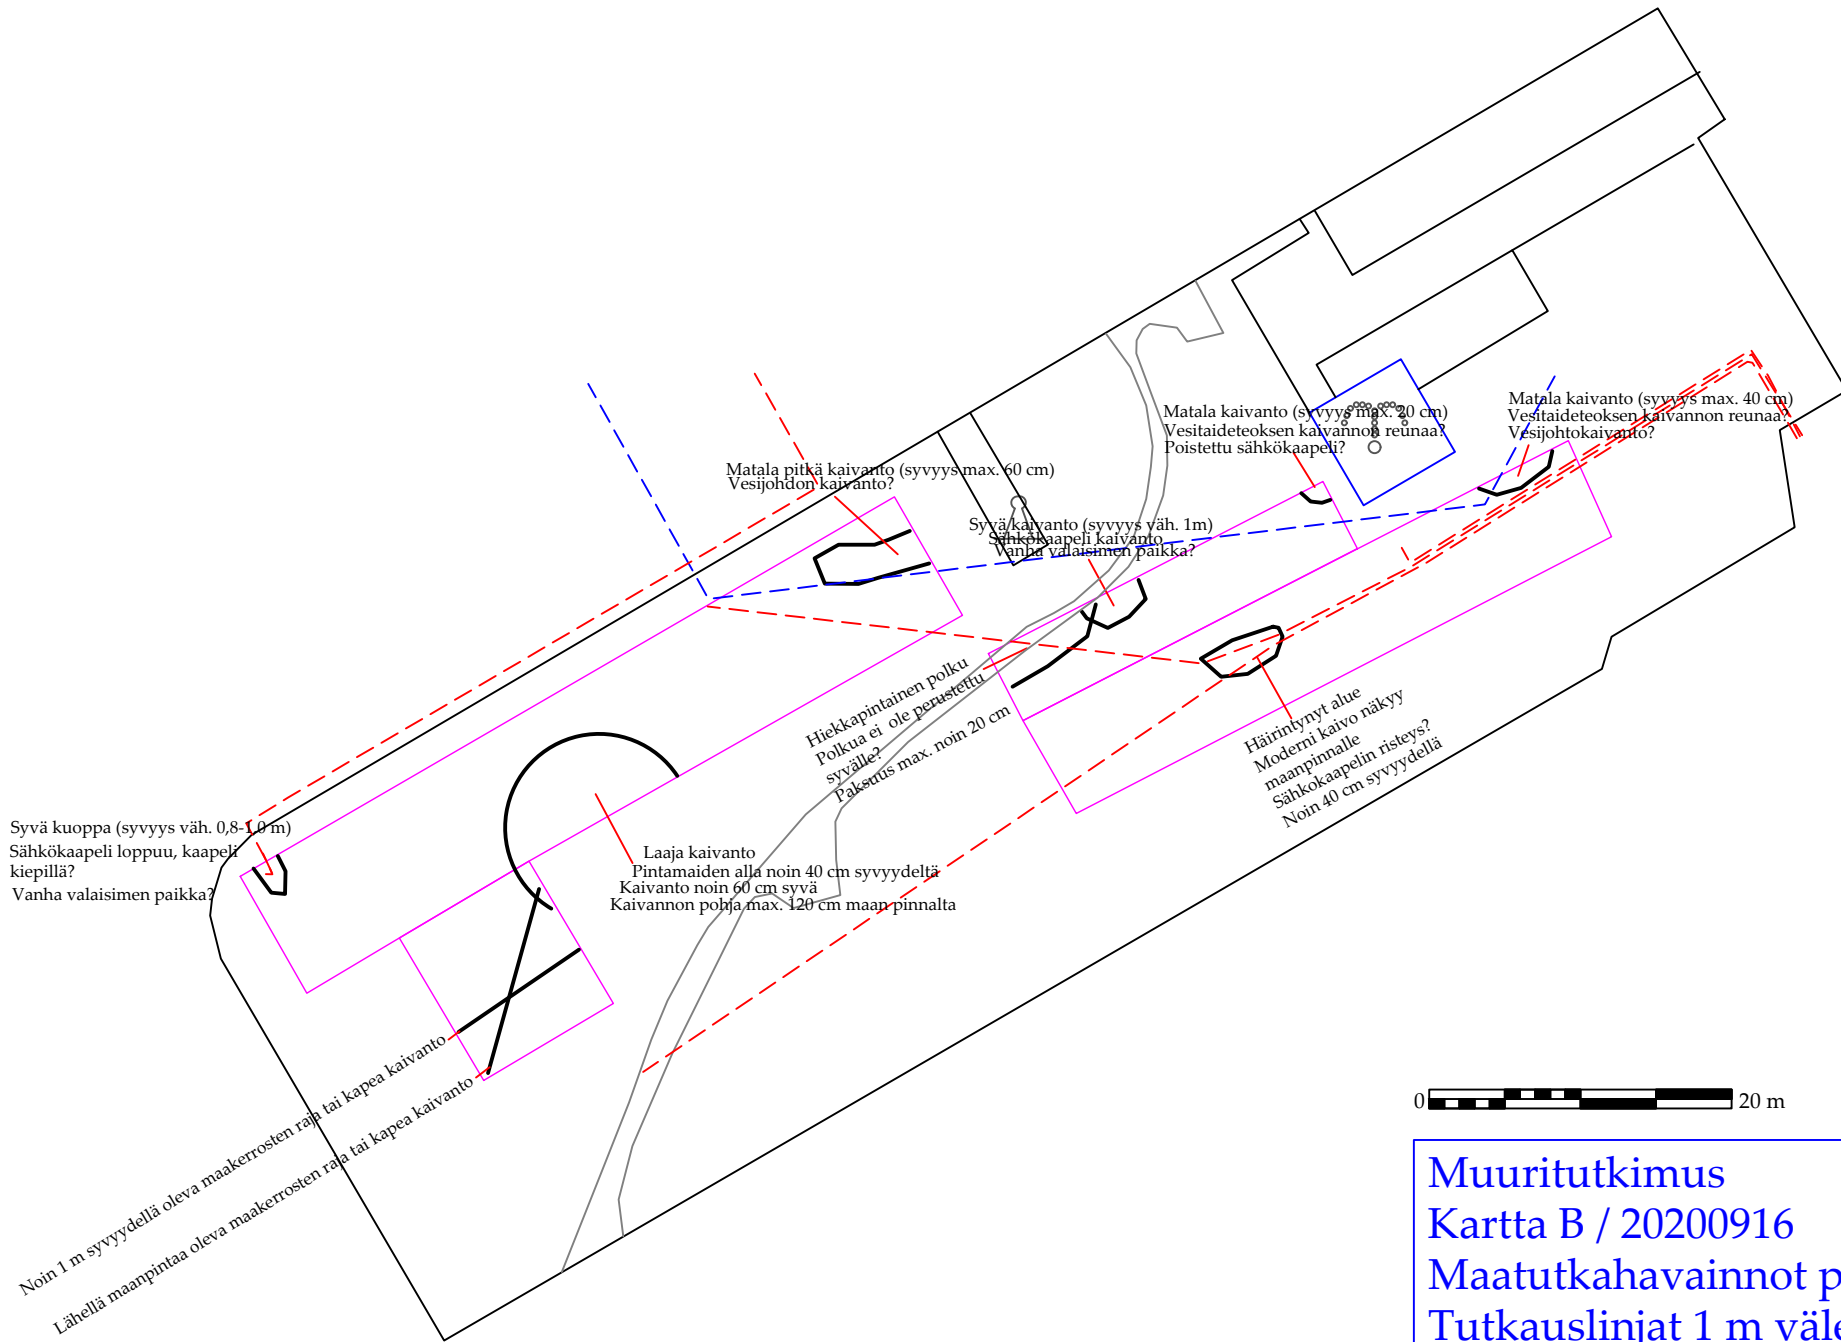 Matala kaivanto (syvyys max. 40 cm)
Vesitaideteoksen kaivannon reunaa?
Vesijohtokaivanto?
Matala kaivanto (syvyys max. 20 cm)
Vesitaideteoksen kaivannon reunaa?
Poistettu sähkökaapeli?
Matala pitkä kaivanto (syvyys max. 60 cm)
Vesijohdon kaivanto?
Syvä kaivanto (syvyys väh. 1m)
Sähkökaapeli kaivanto
Vanha valaisimen paikka?
Hiekkapintainen polku
Polkua ei ole perustettu
syvälle?
Paksuus max. noin 20 cm
Häirintynyt alue
Moderni kaivo näkyy
maanpinnalle
Sähkokaapelin risteys?
Noin 40 cm syvyydellä
Syvä kuoppa (syvyys väh. 0,8-1,0 m)
Sähkökaapeli loppuu, kaapeli
kiepillä?
Vanha valaisimen paikka?
Laaja kaivanto
Pintamaiden alla noin 40 cm syvyydeltä
Kaivanto noin 60 cm syvä
Kaivannon pohja max. 120 cm maan pinnalta
Noin 1 m syvyydellä oleva maakerrosten raja tai kapea kaivanto
Lähellä maanpintaa oleva maakerrosten raja tai kapea kaivanto
0 20 m
Muuritutkimus
Kartta B / 20200916
Maatutkahavainnot p
Tutkauslinjat 1 m väle